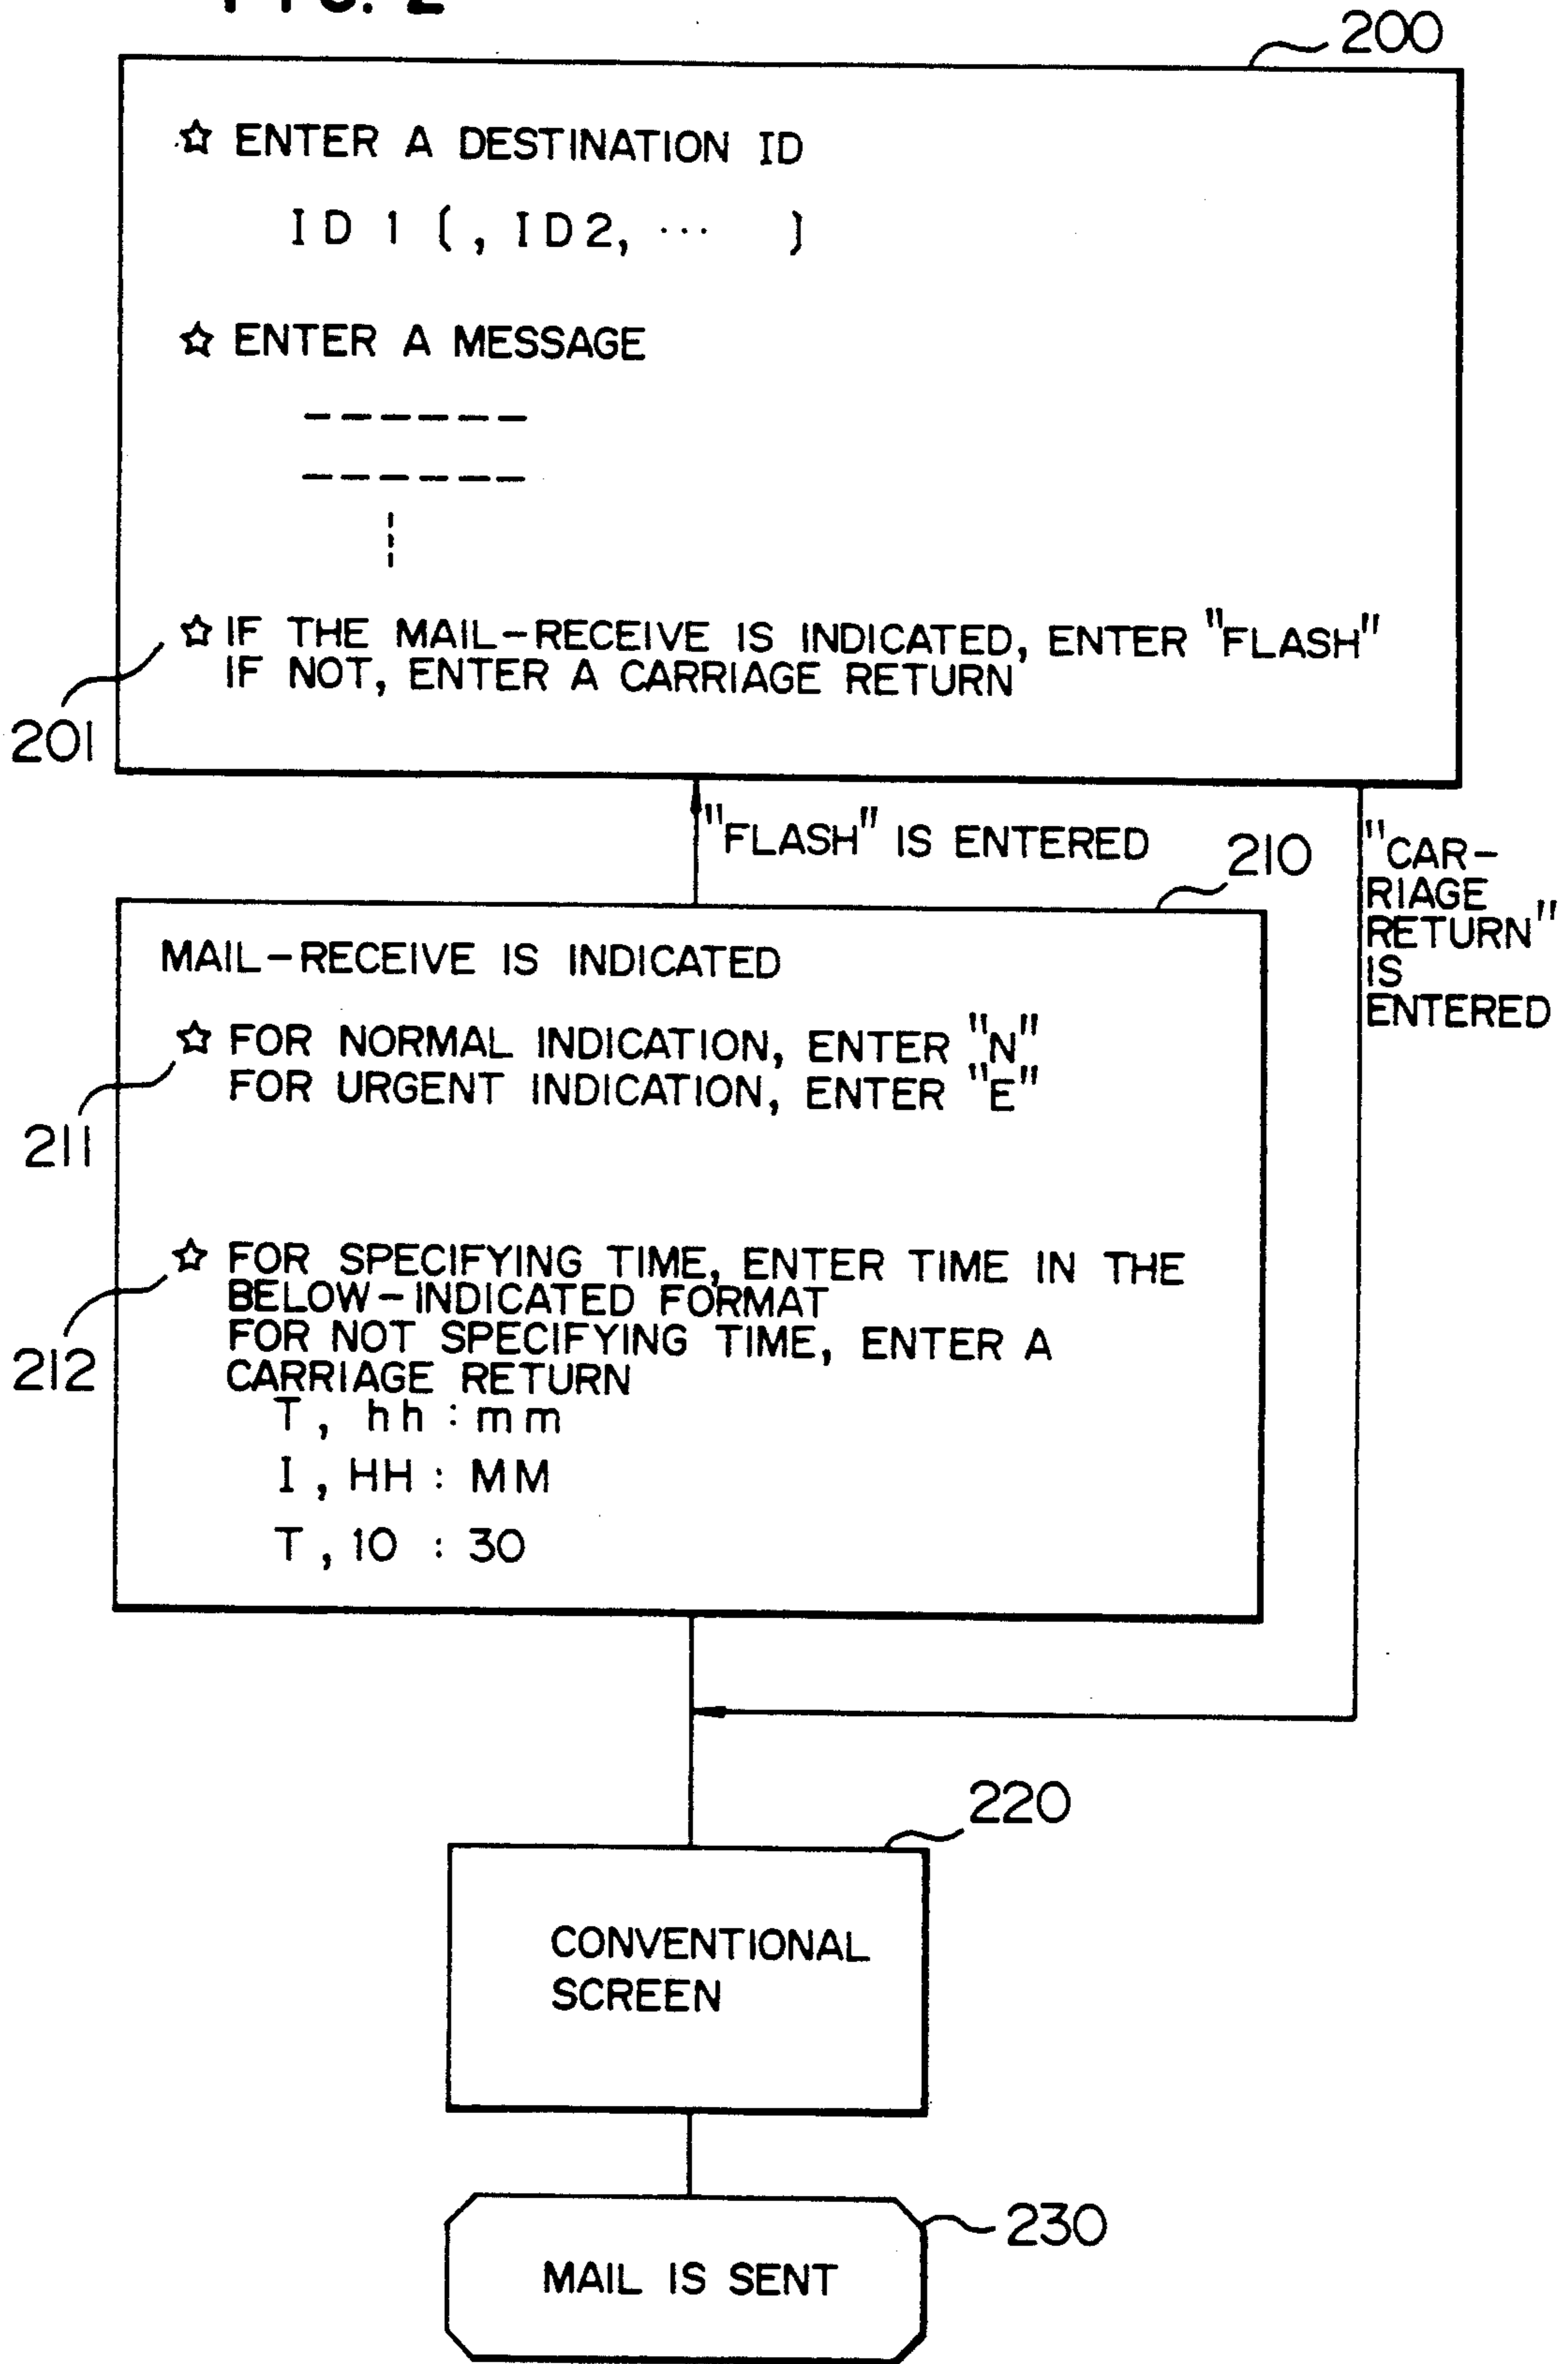 FIG. 2
200
☆ ENTER A DESTINATION ID
ID 1 [, ID2, ··· ]
☆ ENTER A MESSAGE
☆ IF THE MAIL-RECEIVE IS INDICATED, ENTER "FLASH"
IF NOT, ENTER A CARRIAGE RETURN
201
"FLASH" IS ENTERED
"CAR-
RIAGE
RETURN"
IS
ENTERED
210
MAIL-RECEIVE IS INDICATED
☆ FOR NORMAL INDICATION, ENTER "N"
FOR URGENT INDICATION, ENTER "E"
211
☆ FOR SPECIFYING TIME, ENTER TIME IN THE
BELOW-INDICATED FORMAT
FOR NOT SPECIFYING TIME, ENTER A
CARRIAGE RETURN
212
T, hh : mm
I, HH : MM
T, 10 : 30
220
CONVENTIONAL
SCREEN
230
MAIL IS SENT